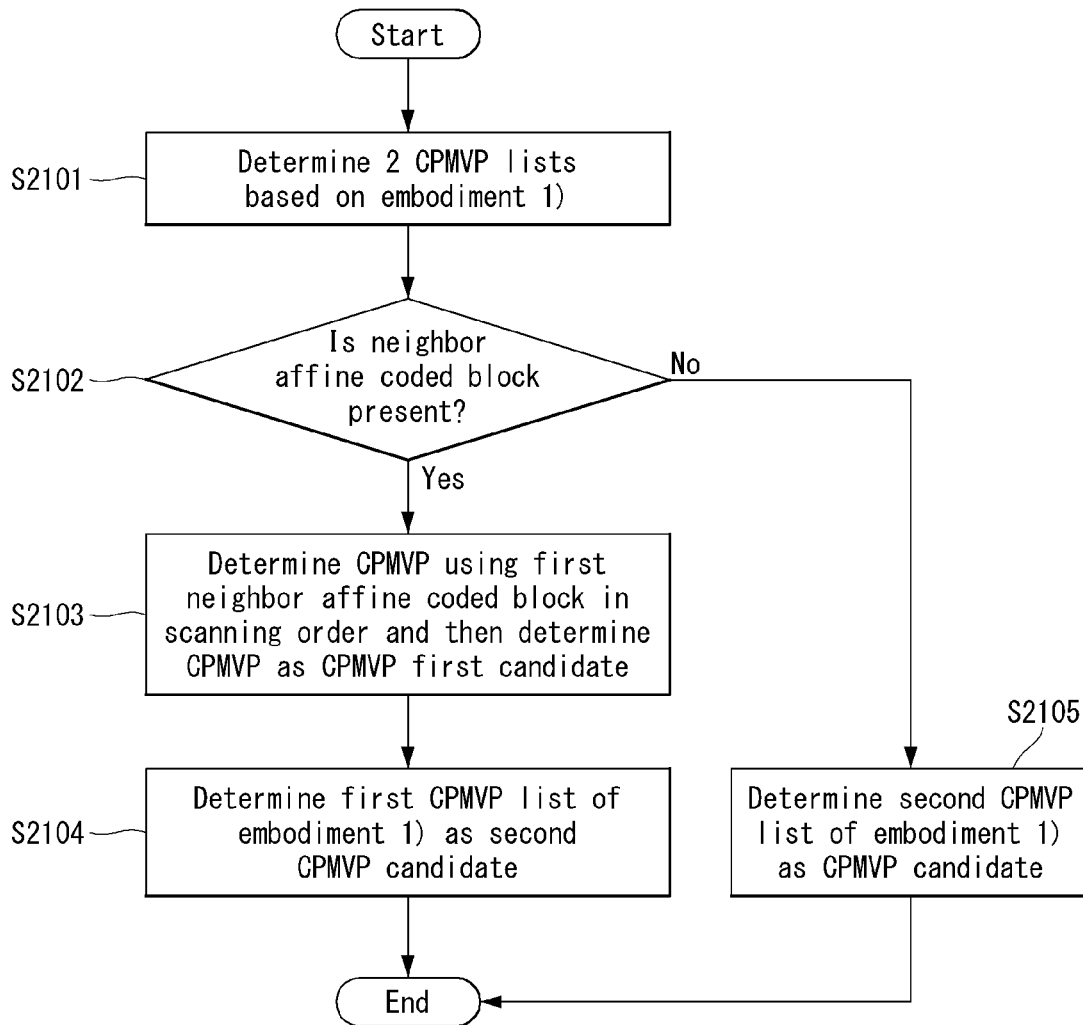 Start
S2101
Determine 2 CPMVP lists
based on embodiment 1)
S2102
Is neighbor
affine coded block
present?
No
Yes
S2103
Determine CPMVP using first
neighbor affine coded block in
scanning order and then determine
CPMVP as CPMVP first candidate
S2104
Determine first CPMVP list of
embodiment 1) as second
CPMVP candidate
S2105
Determine second CPMVP
list of embodiment 1)
as CPMVP candidate
End